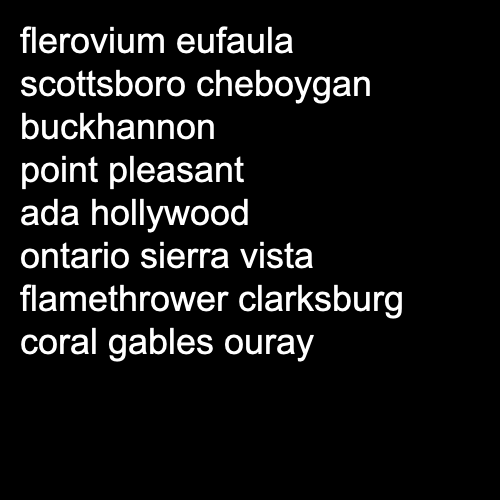 flerovium eufaula
scottsboro cheboygan
buckhannon
point pleasant
ada hollywood
ontario sierra vista
flamethrower clarksburg
coral gables ouray